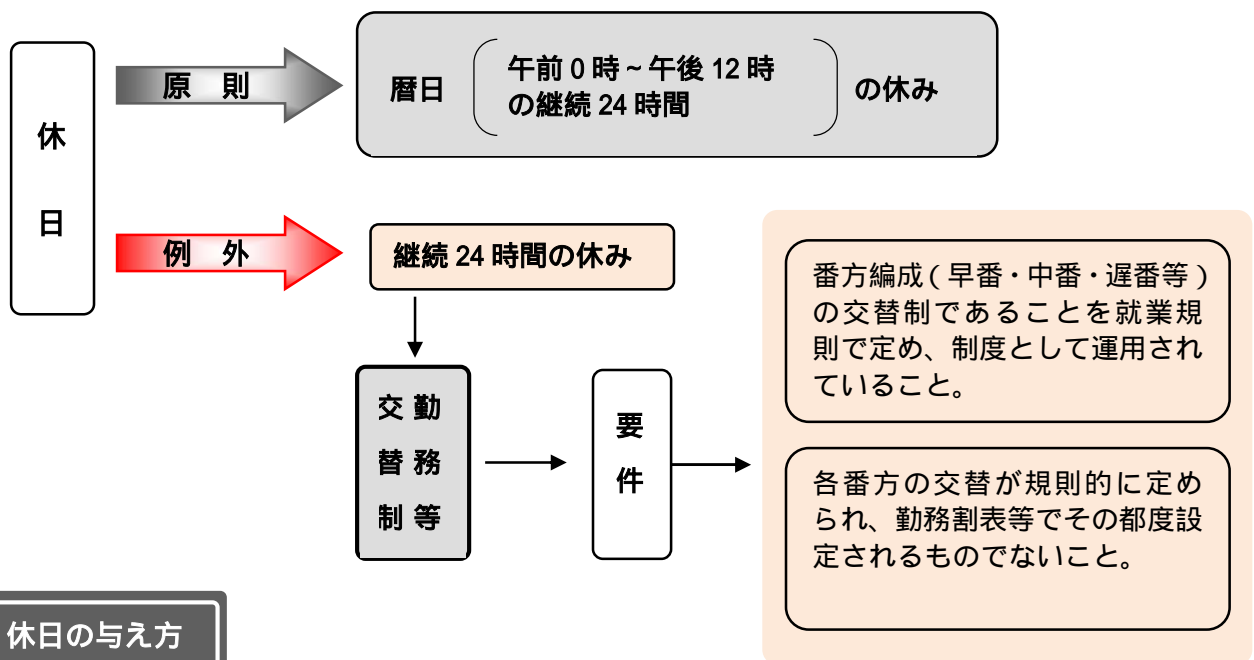 休日
原　則
暦日
午前０時～午後 12 時
の継続 24 時間
の休み
例　外
継続 24 時間の休み
交替制
勤務等
要件
番方編成（早番・中番・遅番等）
の交替制であることを就業規
則で定め、制度として運用され
ていること。
各番方の交替が規則的に定め
られ、勤務割表等でその都度設
定されるものでないこと。
休日の与え方